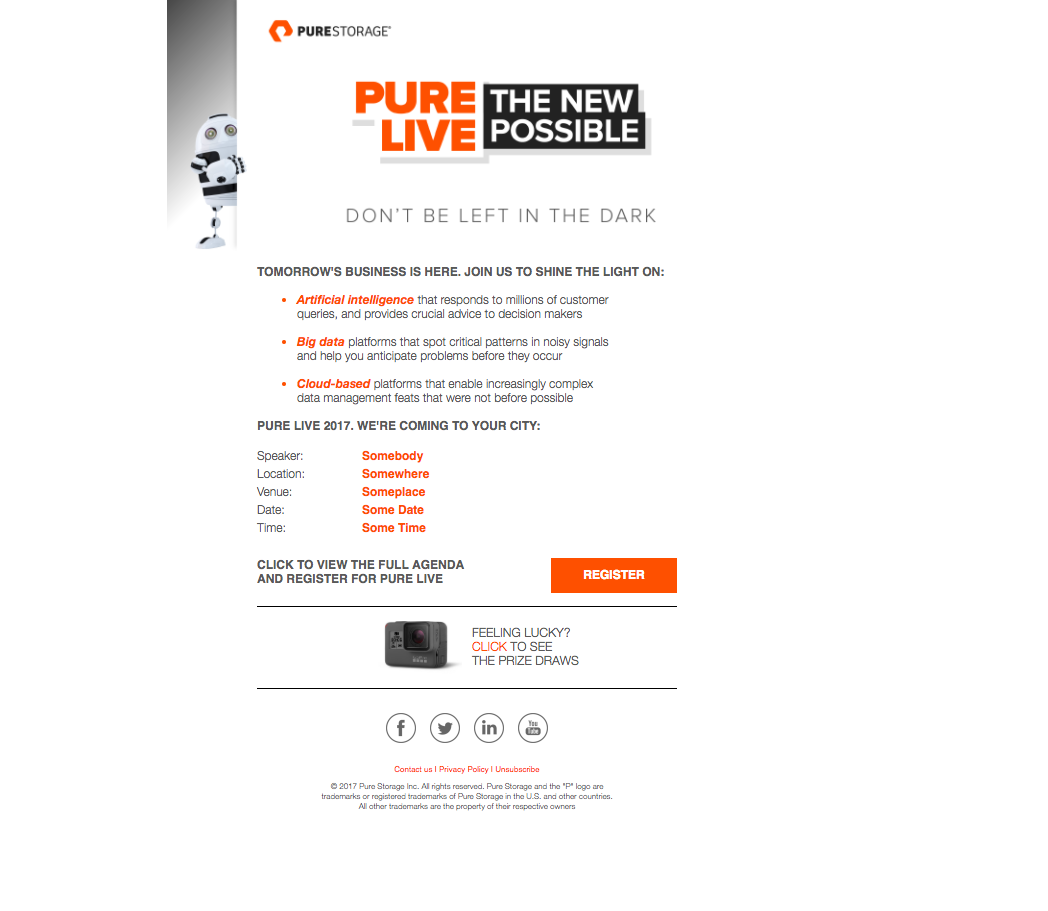 PURESTORAGE®
PURE THE NEW
LIVE POSSIBLE
DON'T BE LEFT IN THE DARK
TOMORROW'S BUSINESS IS HERE. JOIN US TO SHINE THE LIGHT ON:
• Artificial intelligence that responds to millions of customer
queries, and provides crucial advice to decision makers
• Big data platforms that spot critical patterns in noisy signals
and help you anticipate problems before they occur
• Cloud-based platforms that enable increasingly complex
data management feats that were not before possible
PURE LIVE 2017. WE'RE COMING TO YOUR CITY:
Speaker: Somebody
Location: Somewhere
Venue: Someplace
Date: Some Date
Time: Some Time
CLICK TO VIEW THE FULL AGENDA
AND REGISTER FOR PURE LIVE
REGISTER
FEELING LUCKY?
CLICK TO SEE
THE PRIZE DRAWS
You
Tube
Contact us | Privacy Policy | Unsubscribe
© 2017 Pure Storage Inc. All rights reserved. Pure Storage and the "P" logo are
trademarks or registered trademarks of Pure Storage in the U.S. and other countries.
All other trademarks are the property of their respective owners